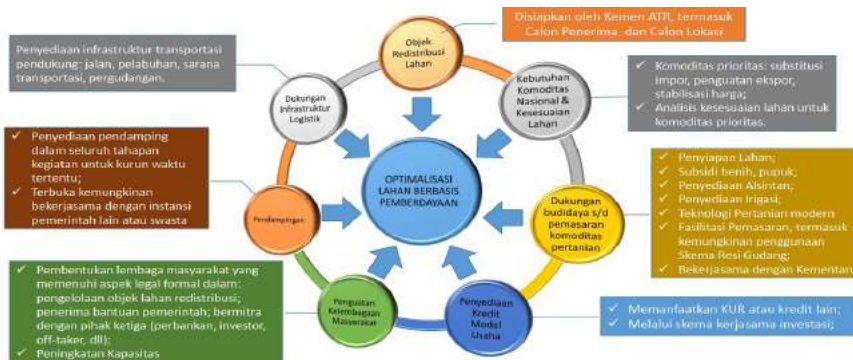 Disiapkan oleh Kemen ATR, termasuk
Calon Penerima dan Calon Lokasi
Objek
Redistribusi
Lahan
Penyediaan infrastruktur transportasi
pendukung: jalan, pelabuhan, sarana
transportasi, pergudangan.
Dukungan
Infrastruktur
Logistik
Kebutuhan
Komoditas
Nasional &
Kesesuaian
Lahan
✓ Komoditas prioritas: substitusi
impor, penguatan ekspor,
stabilisasi harga;
✓ Analisis kesesuaian lahan untuk
komoditas prioritas.
✓ Penyediaan pendamping
dalam seluruh tahapan
kegiatan untuk kurun waktu
tertentu;
✓ Terbuka kemungkinan
bekerjasama dengan instansi
pemerintah lain atau swasta
Pendampingan
OPTIMALISASI
LAHAN BERBASIS
PEMBERDAYAAN
Dukungan
budidaya s/d
pemasaran
komoditas
pertanian
✓ Penyiapan Lahan;
✓ Subsidi benih, pupuk;
✓ Penyediaan Alsintan;
✓ Penyediaan Irigasi;
✓ Teknologi Pertanian modern
✓ Fasilitasi Pemasaran, termasuk
kemungkinan penggunaan
Skema Resi Gudang;
✓ Bekerjasama dengan Kementan
✓ Pembentukan lembaga masyarakat yang
memenuhi aspek legal formal dalam:
pengelolaan objek lahan redistribusi;
penerima bantuan pemerintah; bermitra
dengan pihak ketiga (perbankan, investor,
off-taker, dll);
✓ Peningkatan Kapasitas
Penguatan
Kelembagaan
Masyarakat
Penyediaan
Kredit
Modal
Usaha
✓ Memanfaatkan KUR atau kredit lain;
✓ Melalui skema kerjasama investasi;